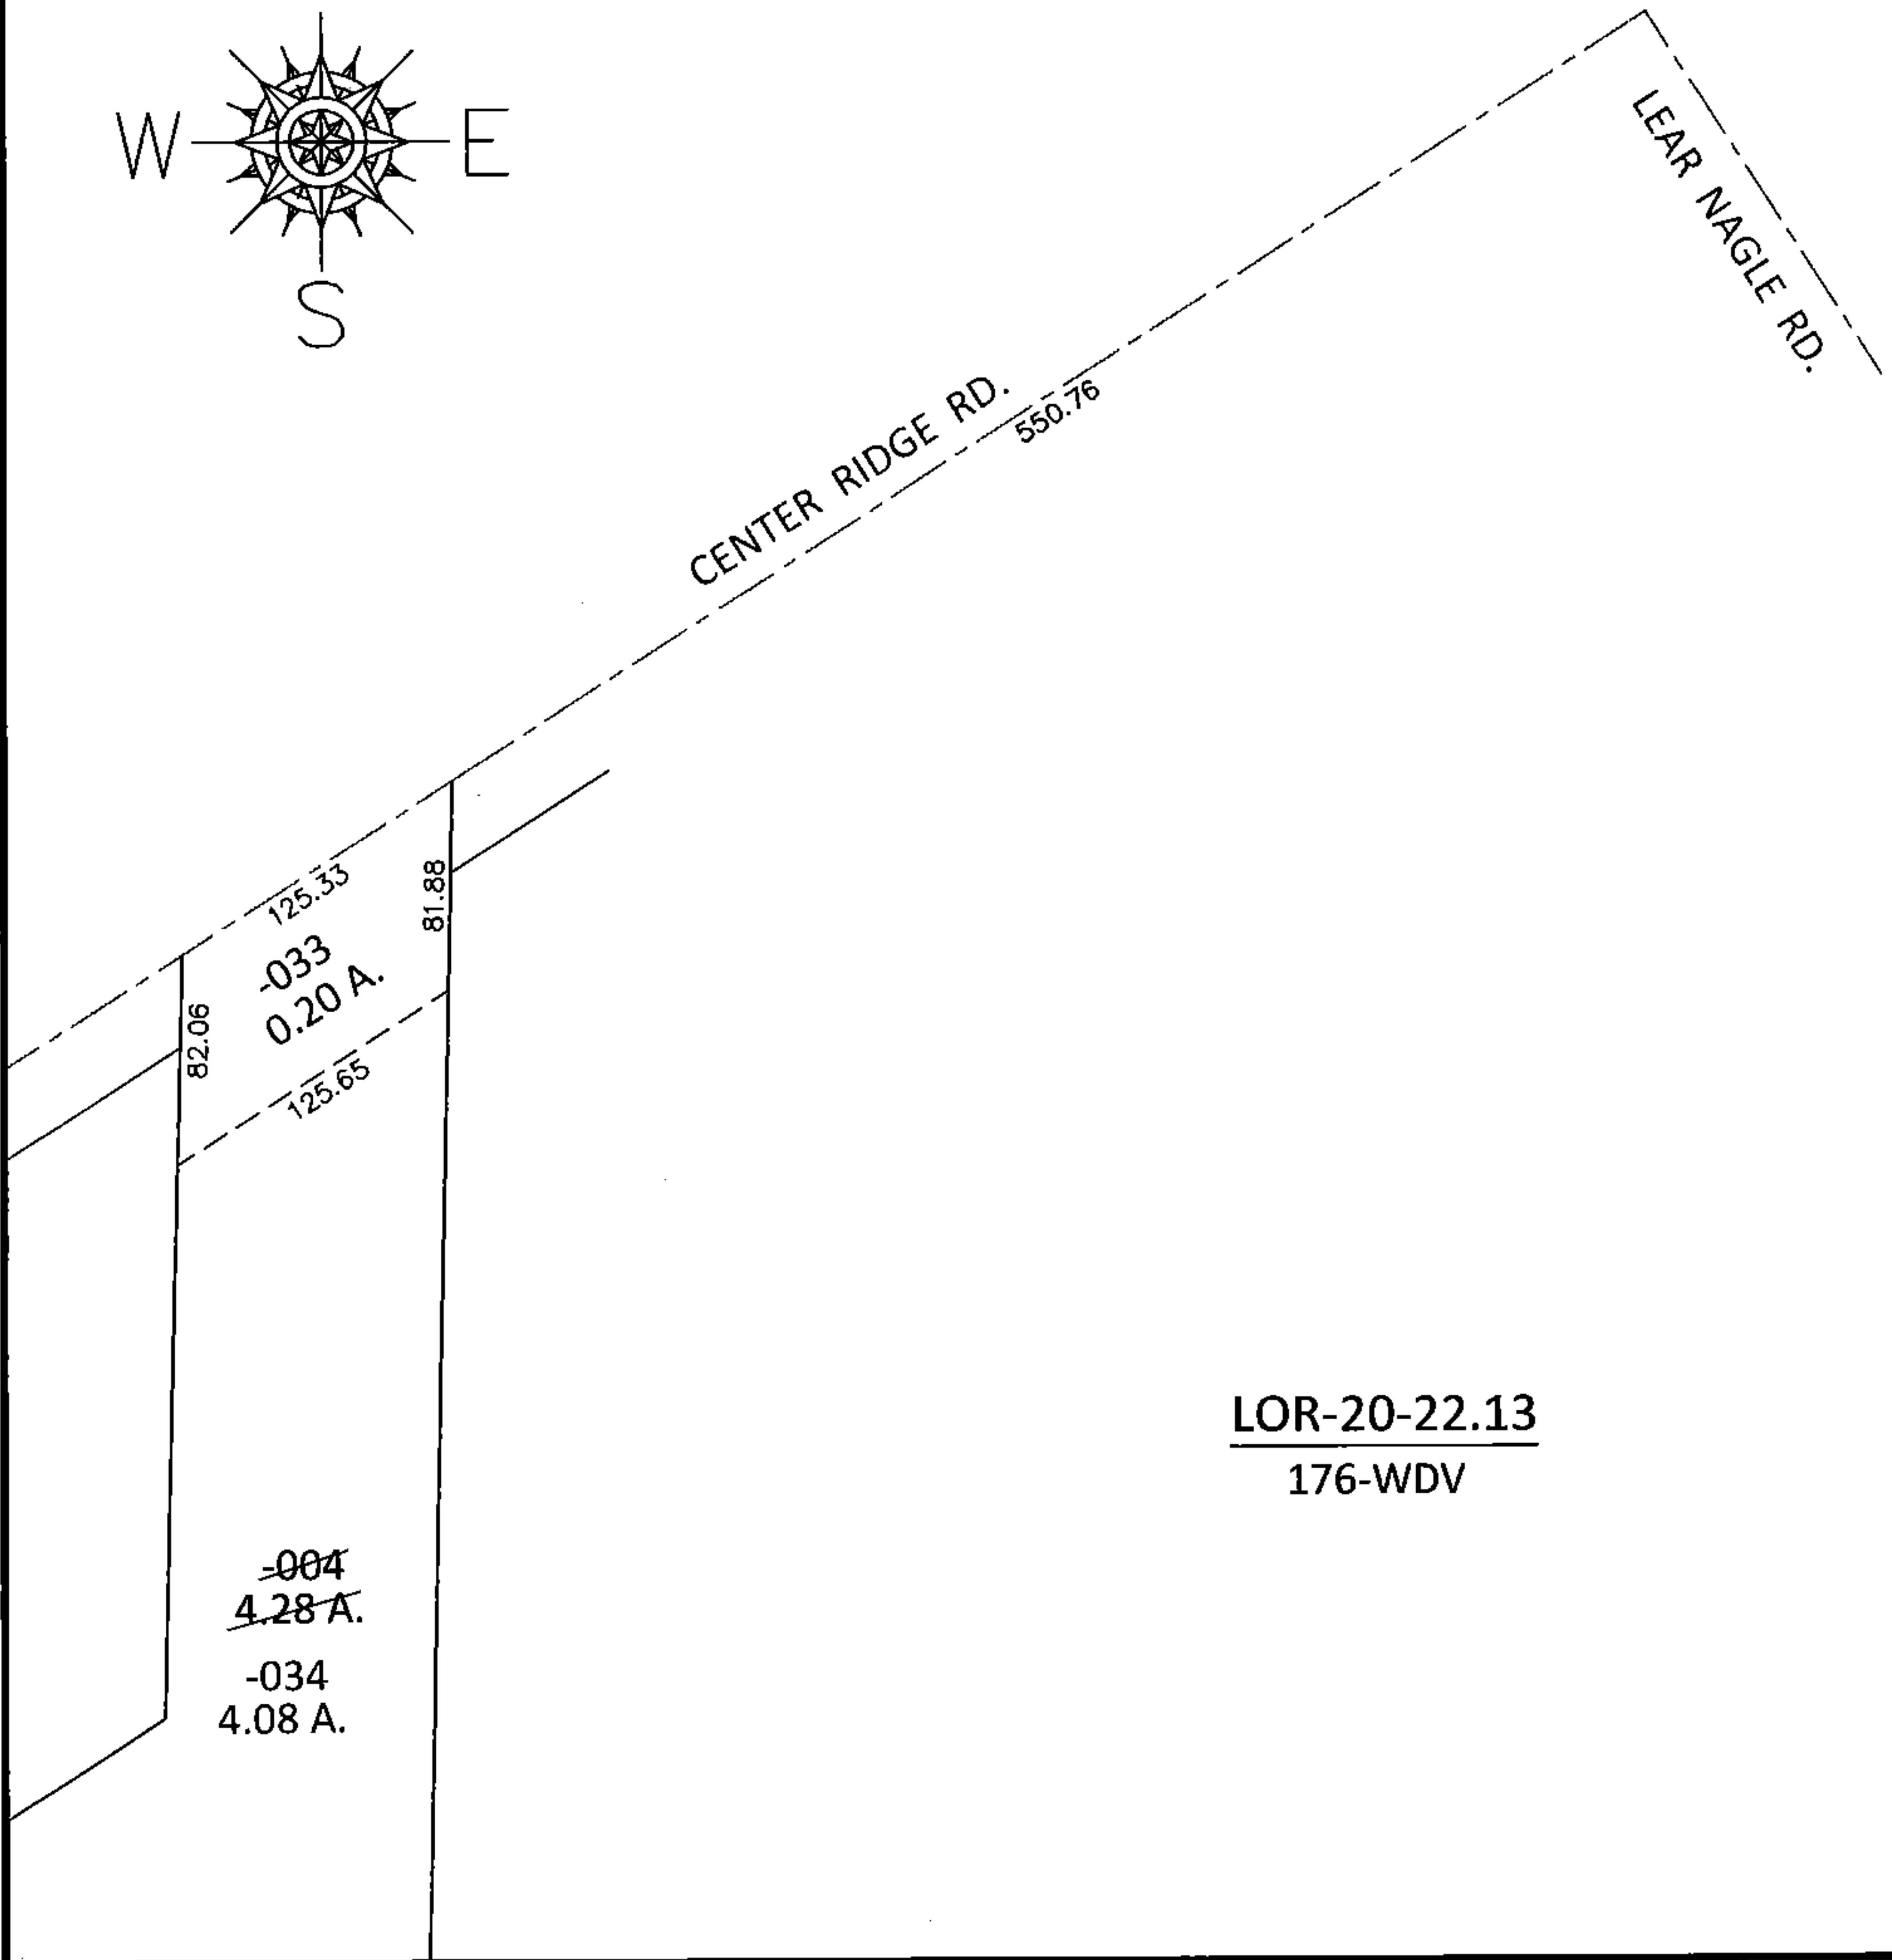 W E
S
LEAR NAGLE RD.
CENTER RIDGE RD.
550.76
125.33
81.88
-033
0.20 A.
82.06
125.65
LOR-20-22.13
176-WDV
-004
4.28 A.
-034
4.08 A.